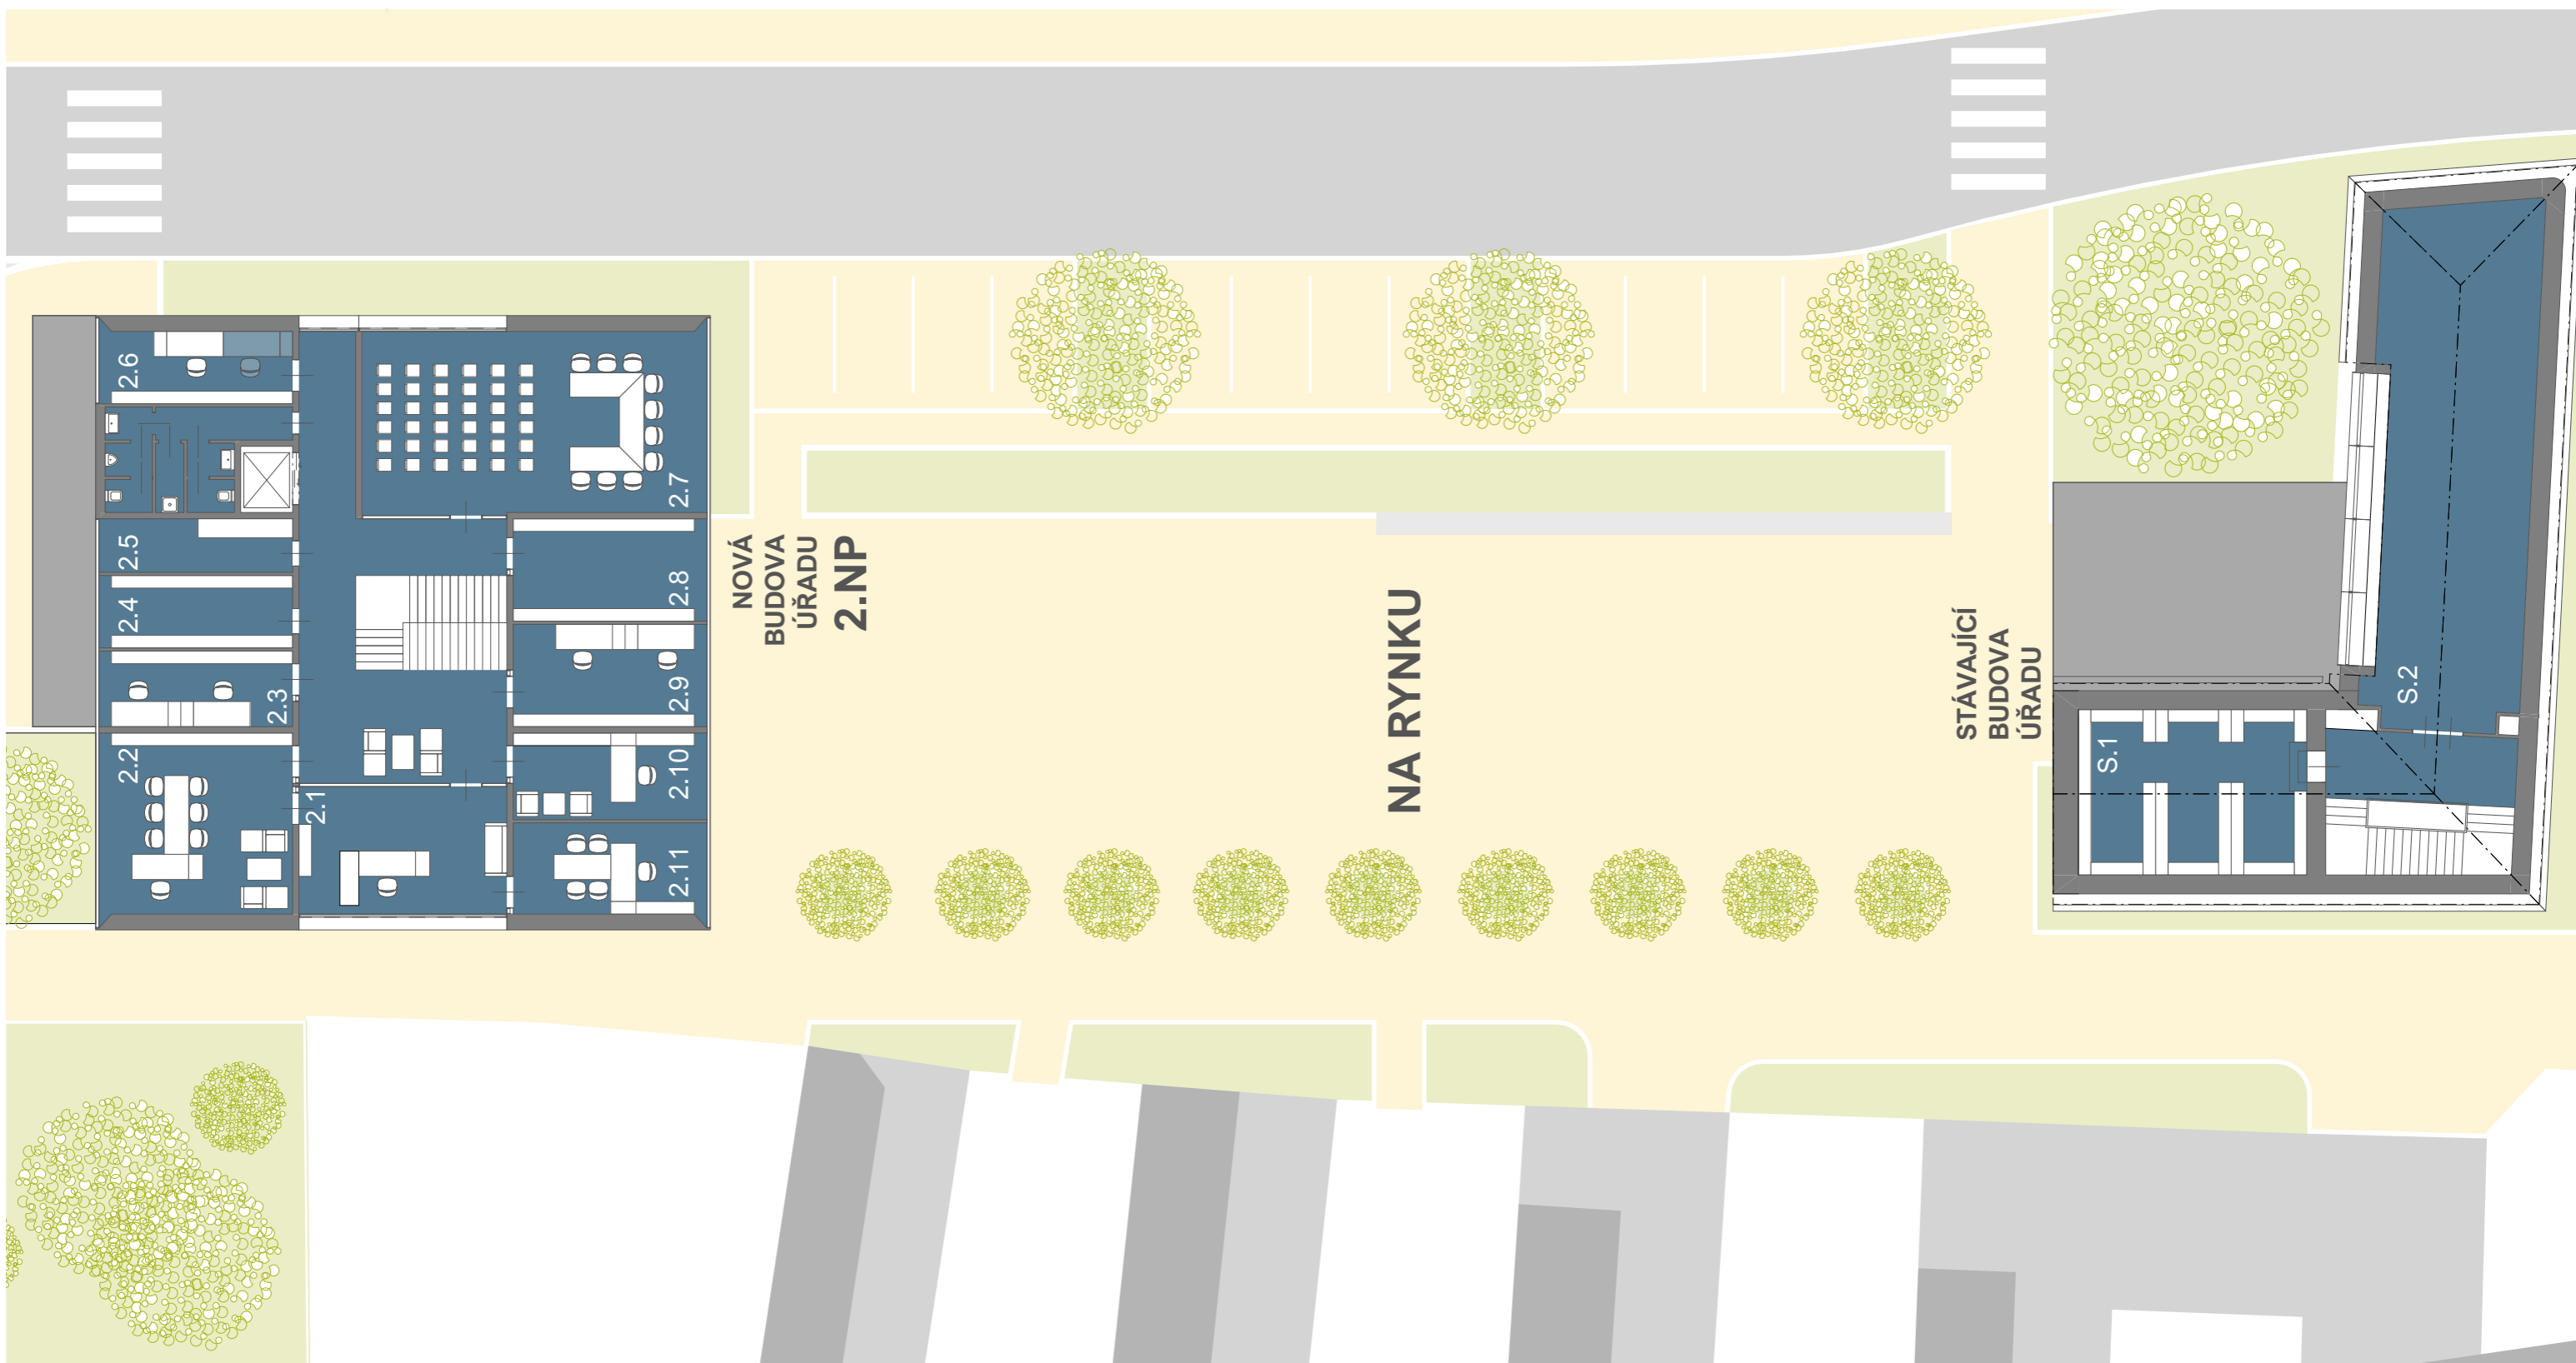 2.6
2.5
2.4
2.3
2.2
2.1
2.7
2.8
2.9
2.10
2.11
NOVÁ
BUDOVA
ÚŘADU
2.NP
NA RYNKU
STÁVAJÍCÍ
BUDOVA
ÚŘADU
S.1
S.2